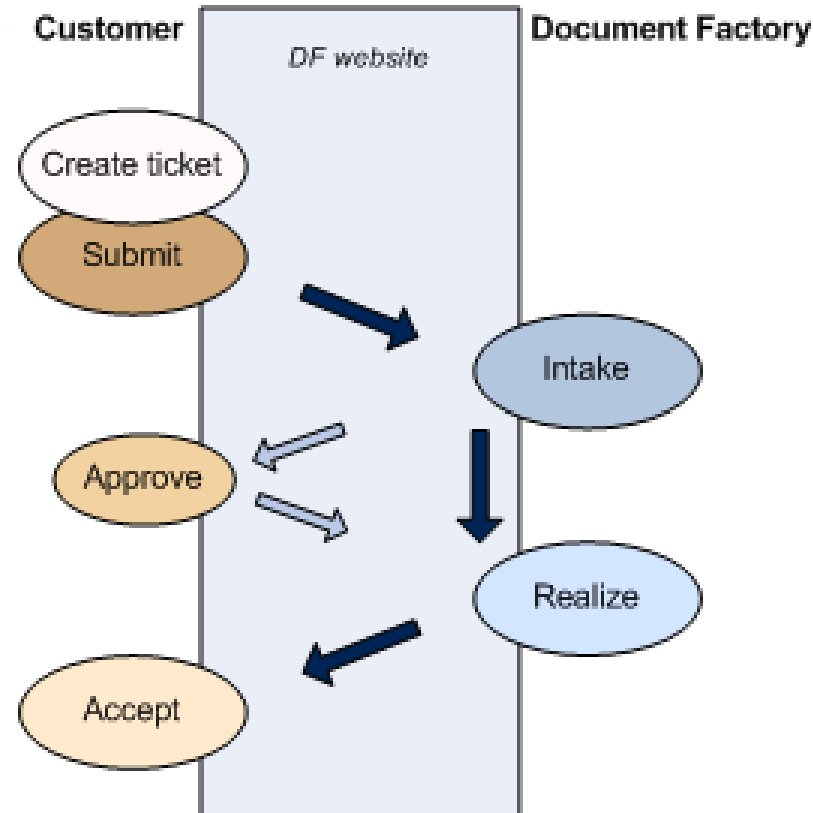 Customer
DF website
Document Factory
Create ticket
Submit
Intake
Approve
Realize
Accept